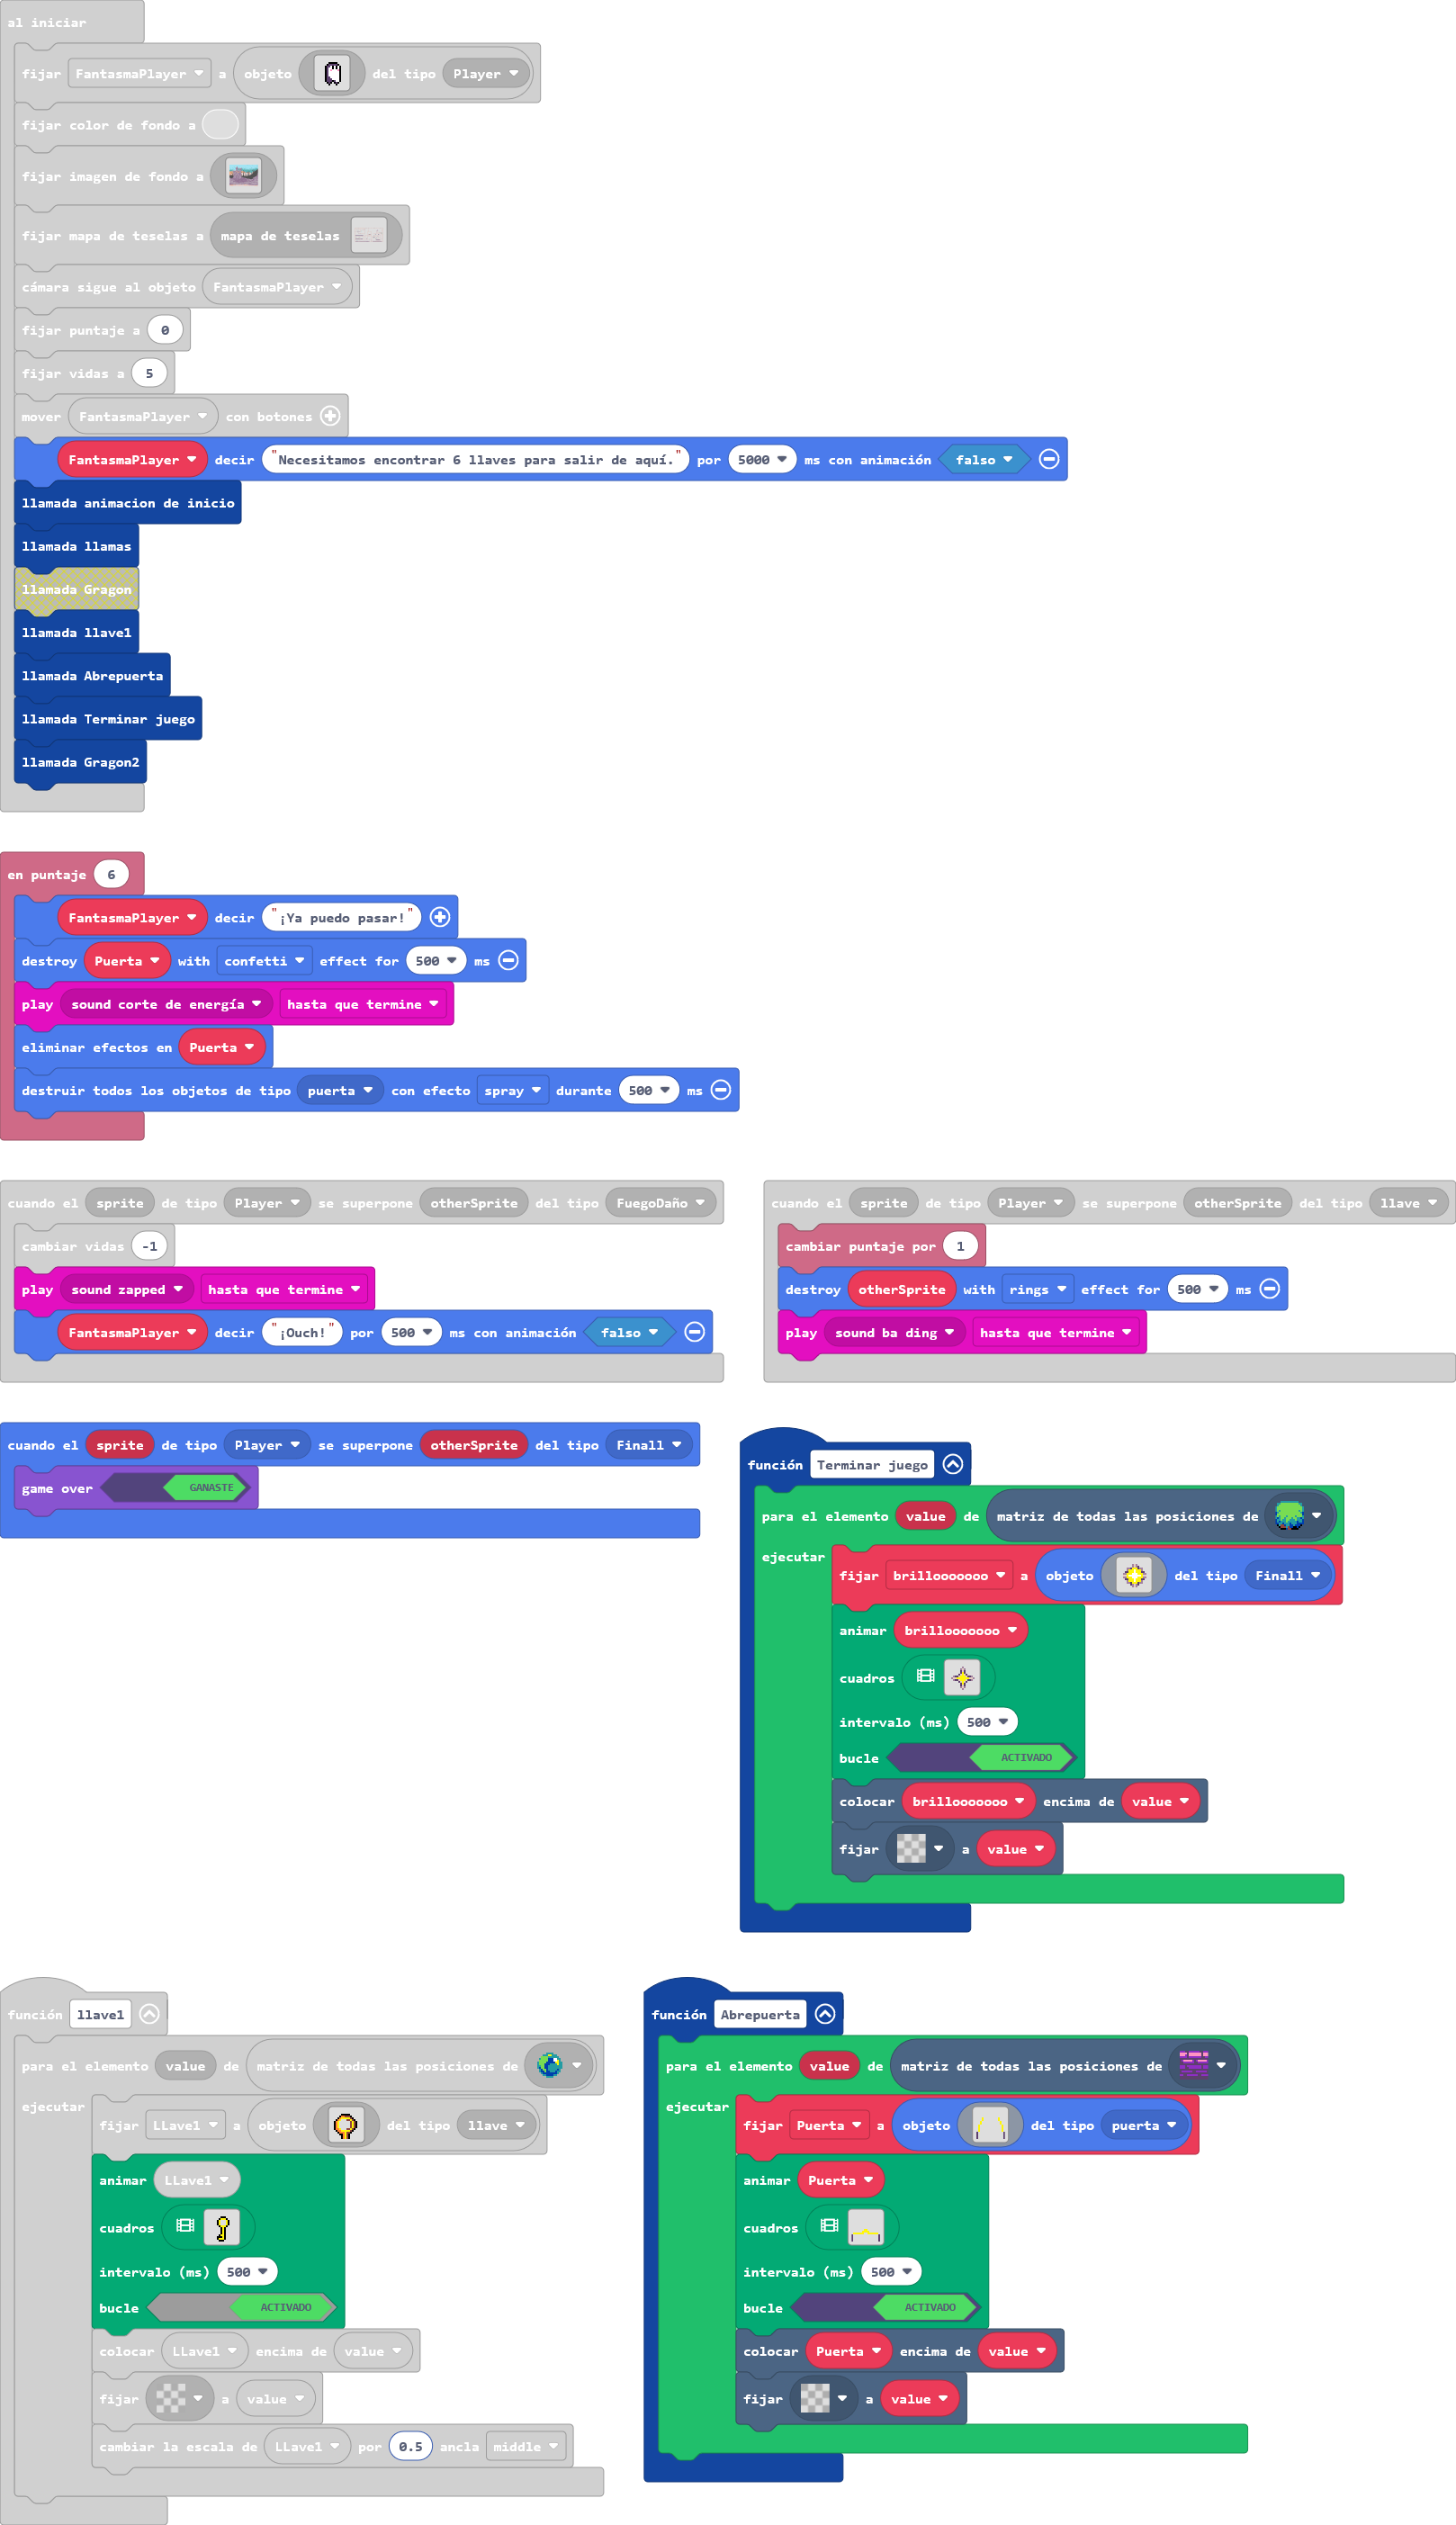 al iniciar
fijar FantasmaPlayer a objeto del tipo Player
fijar color de fondo a
fijar imagen de fondo a
fijar mapa de teselas a mapa de teselas
cámara sigue al objeto FantasmaPlayer
fijar puntaje a 0
fijar vidas a 5
mover FantasmaPlayer con botones
FantasmaPlayer decir "Necesitamos encontrar 6 llaves para salir de aquí." por 5000 ms con animación falso
llamada animacion de inicio
llamada llamas
llamada Gragon
llamada llave1
llamada Abrepuerta
llamada Terminar juego
llamada Gragon2
en puntaje 6
FantasmaPlayer decir "¡Ya puedo pasar!"
destroy Puerta with confetti effect for 500 ms
play sound corte de energía hasta que termine
eliminar efectos en Puerta
destruir todos los objetos de tipo puerta con efecto spray durante 500 ms
cuando el sprite de tipo Player se superpone otherSprite del tipo FuegoDaño
cambiar vidas -1
play sound zapped hasta que termine
FantasmaPlayer decir "¡Ouch!" por 500 ms con animación falso
cuando el sprite de tipo Player se superpone otherSprite del tipo llave
cambiar puntaje por 1
destroy otherSprite with rings effect for 500 ms
play sound ba ding hasta que termine
cuando el sprite de tipo Player se superpone otherSprite del tipo Finall
game over GANASTE
función Terminar juego
para el elemento value de matriz de todas las posiciones de
ejecutar
fijar brillooooooo a objeto del tipo Finall
animar brillooooooo
cuadros
intervalo (ms) 500
bucle ACTIVADO
colocar brillooooooo encima de value
fijar a value
función llave1
para el elemento value de matriz de todas las posiciones de
ejecutar
fijar LLave1 a objeto del tipo llave
animar LLave1
cuadros
intervalo (ms) 500
bucle ACTIVADO
colocar LLave1 encima de value
fijar a value
cambiar la escala de LLave1 por 0.5 ancla middle
función Abrepuerta
para el elemento value de matriz de todas las posiciones de
ejecutar
fijar Puerta a objeto del tipo puerta
animar Puerta
cuadros
intervalo (ms) 500
bucle ACTIVADO
colocar Puerta encima de value
fijar a value